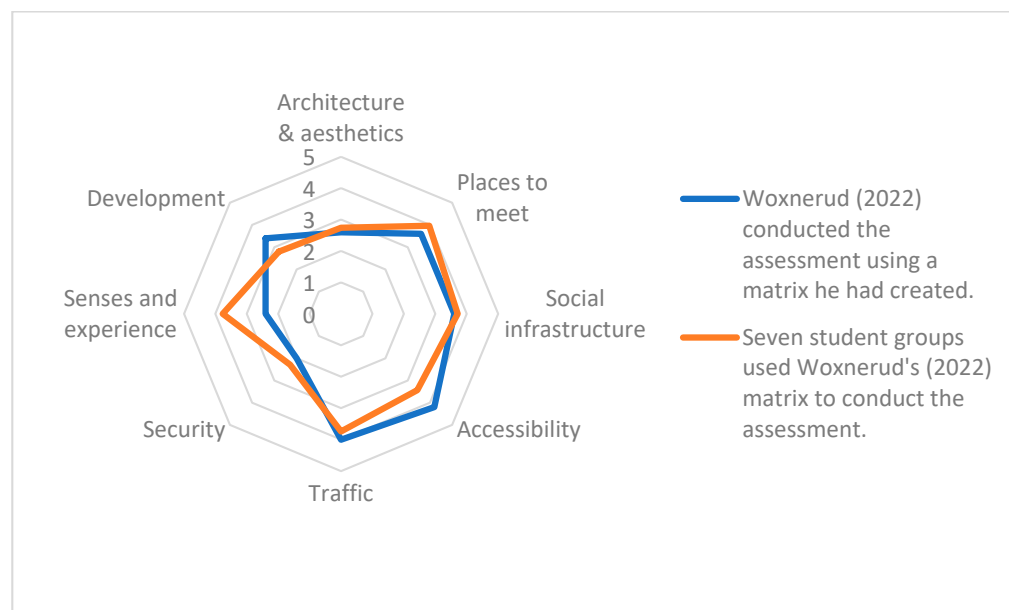 Architecture
& aesthetics
5
4
3
2
1
0
Places to
meet
Social
infrastructure
Accessibility
Traffic
Security
Senses and
experience
Development
Woxnerud (2022)
conducted the
assessment using a
matrix he had created.
Seven student groups
used Woxnerud's (2022)
matrix to conduct the
assessment.